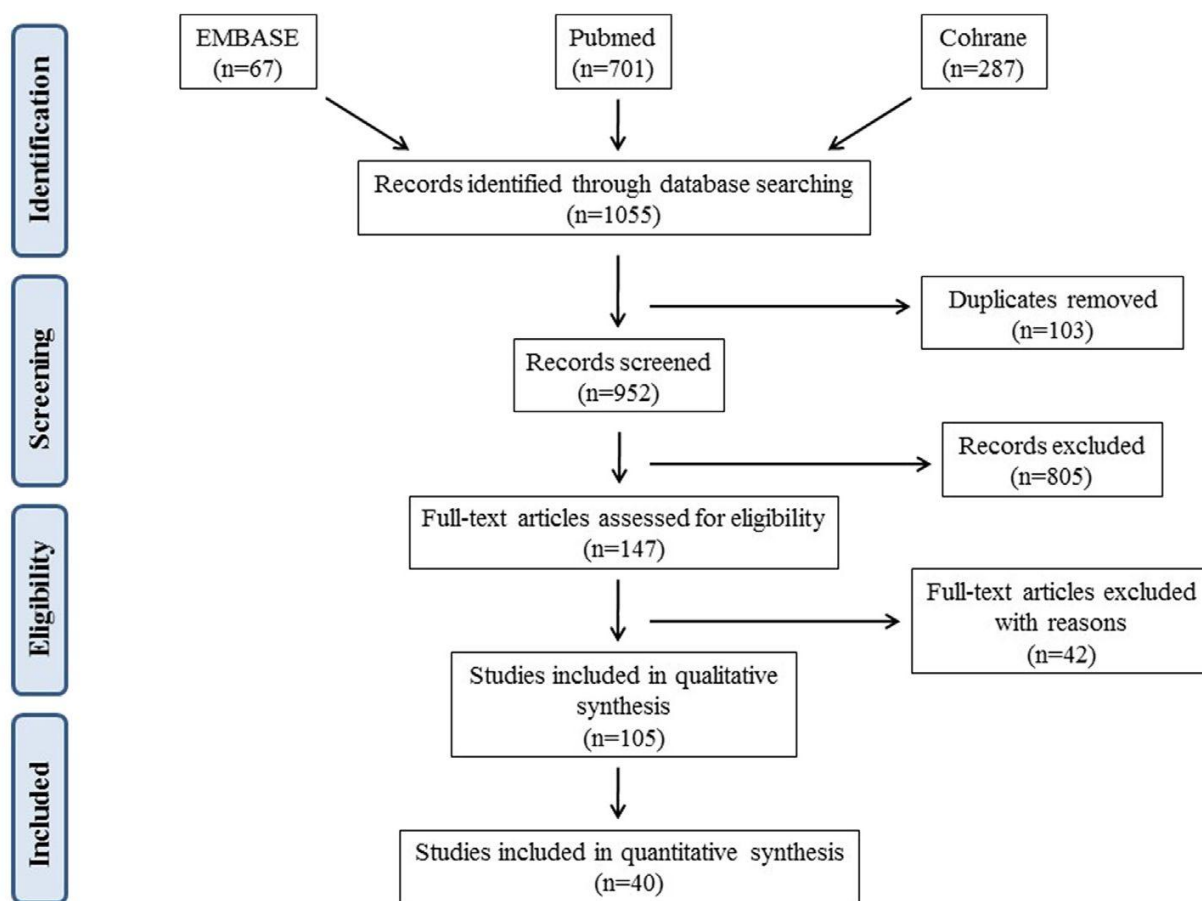 Identification
EMBASE
(n=67)
Pubmed
(n=701)
Cohrane
(n=287)
Records identified through database searching
(n=1055)
Screening
Duplicates removed
(n=103)
Records screened
(n=952)
Records excluded
(n=805)
Eligibility
Full-text articles assessed for eligibility
(n=147)
Full-text articles excluded
with reasons
(n=42)
Studies included in qualitative
synthesis
(n=105)
Included
Studies included in quantitative synthesis
(n=40)